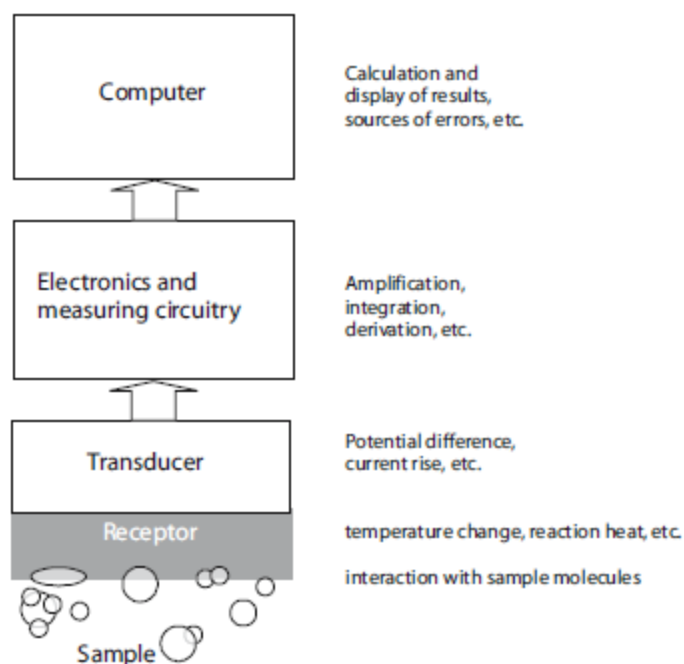 Computer
Calculation and
display of results,
sources of errors, etc.
Electronics and
measuring circuitry
Amplification,
integration,
derivation, etc.
Transducer
Potential difference,
current rise, etc.
Receptor
temperature change, reaction heat, etc.
interaction with sample molecules
Sample